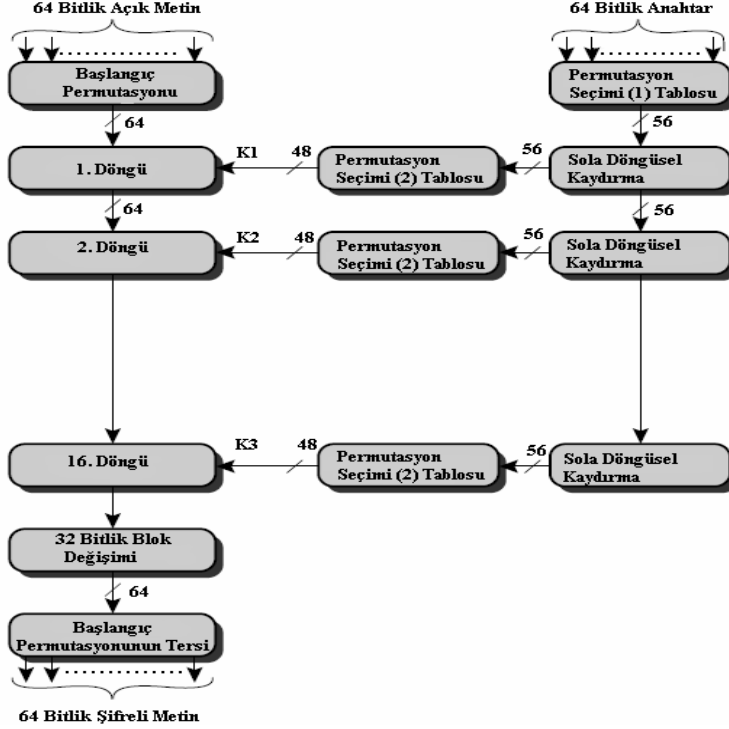 64 Bitlik Açık Metin
64 Bitlik Anahtar
Başlangıç
Permutasyonu
Permutasyon
Seçimi (1) Tablosu
64
56
1. Döngü
K1
48
Permutasyon
Seçimi (2) Tablosu
56
Sola Döngüsel
Kaydırma
64
56
2. Döngü
K2
48
Permutasyon
Seçimi (2) Tablosu
56
Sola Döngüsel
Kaydırma
16. Döngü
K3
48
Permutasyon
Seçimi (2) Tablosu
56
Sola Döngüsel
Kaydırma
32 Bitlik Blok
Değişimi
64
Başlangıç
Permutasyonunun Tersi
64 Bitlik Şifreli Metin